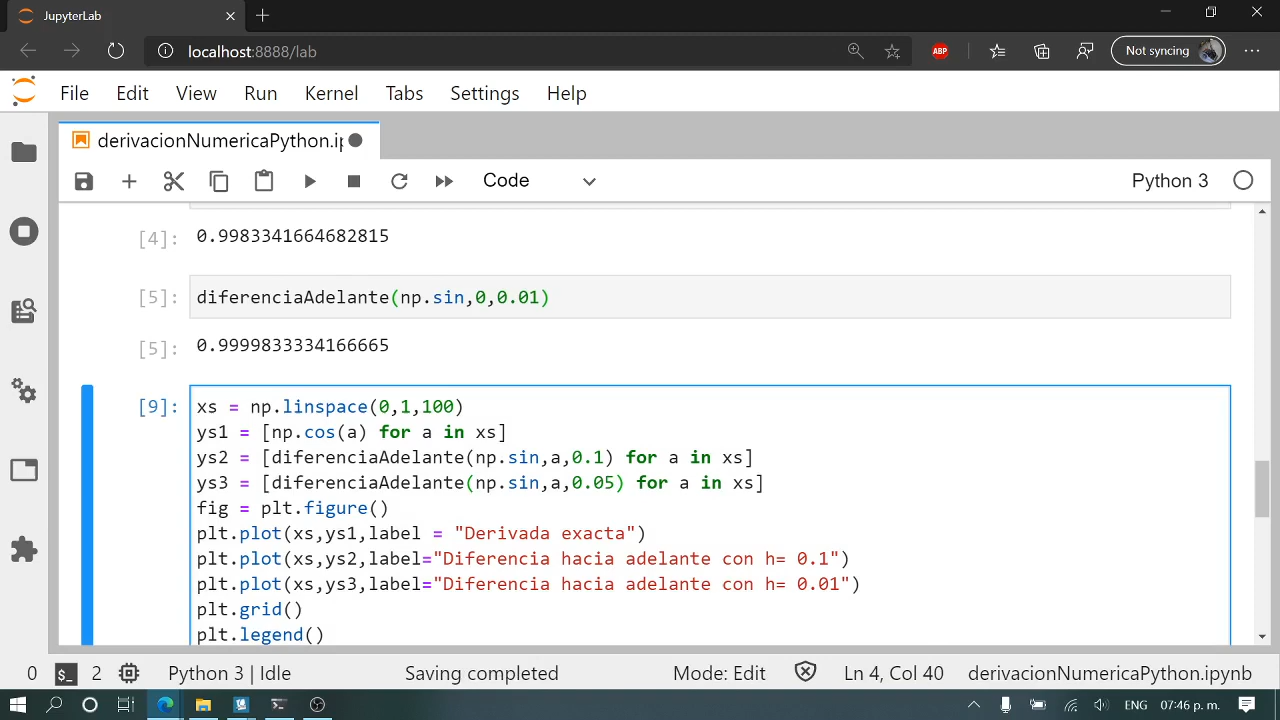 JupyterLab
localhost:8888/lab
ABP
Not syncing
File Edit View Run Kernel Tabs Settings Help
derivacionNumericaPython.ip
Code
Python 3
[4]: 0.9983341664682815
[5]: diferenciaAdelante(np.sin,0,0.01)
[5]: 0.9999833334166665
[9]: xs = np.linspace(0,1,100)
ys1 = [np.cos(a) for a in xs]
ys2 = [diferenciaAdelante(np.sin,a,0.1) for a in xs]
ys3 = [diferenciaAdelante(np.sin,a,0.05) for a in xs]
fig = plt.figure()
plt.plot(xs,ys1,label = "Derivada exacta")
plt.plot(xs,ys2,label="Diferencia hacia adelante con h= 0.1")
plt.plot(xs,ys3,label="Diferencia hacia adelante con h= 0.01")
plt.grid()
plt.legend()
0 $_ 2 Python 3 | Idle Saving completed Mode: Edit Ln 4, Col 40 derivacionNumericaPython.ipynb
ENG 07:46 p. m.